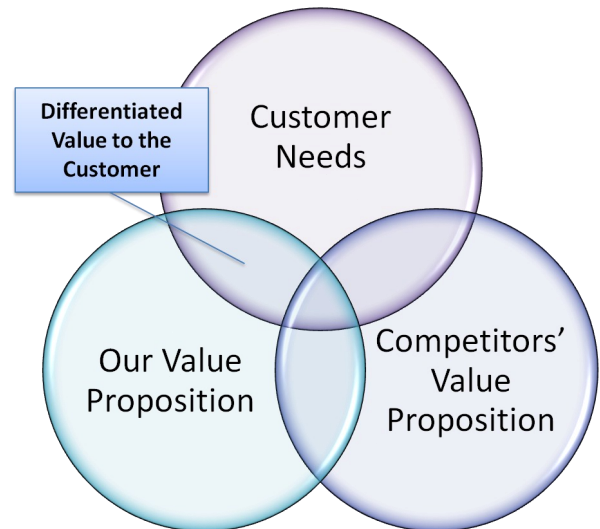 Differentiated
Value to the
Customer
Customer
Needs
Our Value
Proposition
Competitors’
Value
Proposition